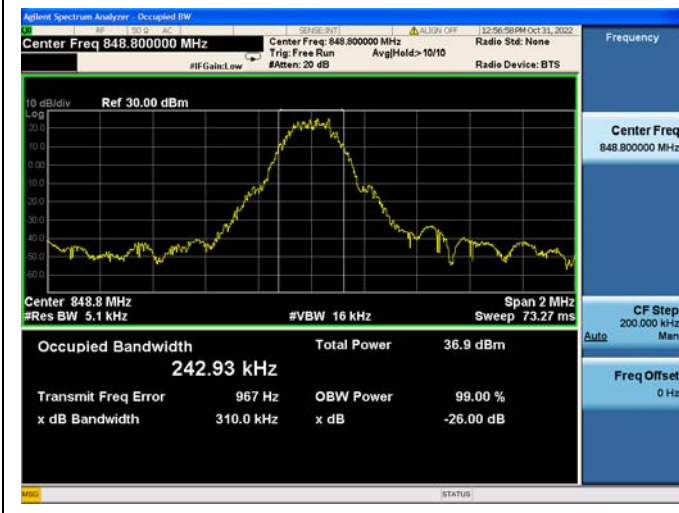 Agilent Spectrum Analyzer - Occupied BW
RF 50 Ω AC SENSE:INT ALIGN OFF 12:56:58 PM Oct 31, 2022
Center Freq 848.800000 MHz Center Freq: 848.800000 MHz Radio Std: None Frequency
Trig: Free Run Avg|Hold:> 10/10
#IFGain:Low #Atten: 20 dB Radio Device: BTS
10 dB/div Ref 30.00 dBm
Log
20.0
10.0
0.00
10.0
20.0
30.0
40.0
50.0
60.0
Center Freq
848.800000 MHz
Center 848.8 MHz Span 2 MHz
#Res BW 5.1 kHz #VBW 16 kHz Sweep 73.27 ms
CF Step
200.000 kHz
Auto Man
Occupied Bandwidth Total Power 36.9 dBm
242.93 kHz
Freq Offset
0 Hz
Transmit Freq Error 967 Hz OBW Power 99.00 %
x dB Bandwidth 310.0 kHz x dB -26.00 dB
MSG STATUS